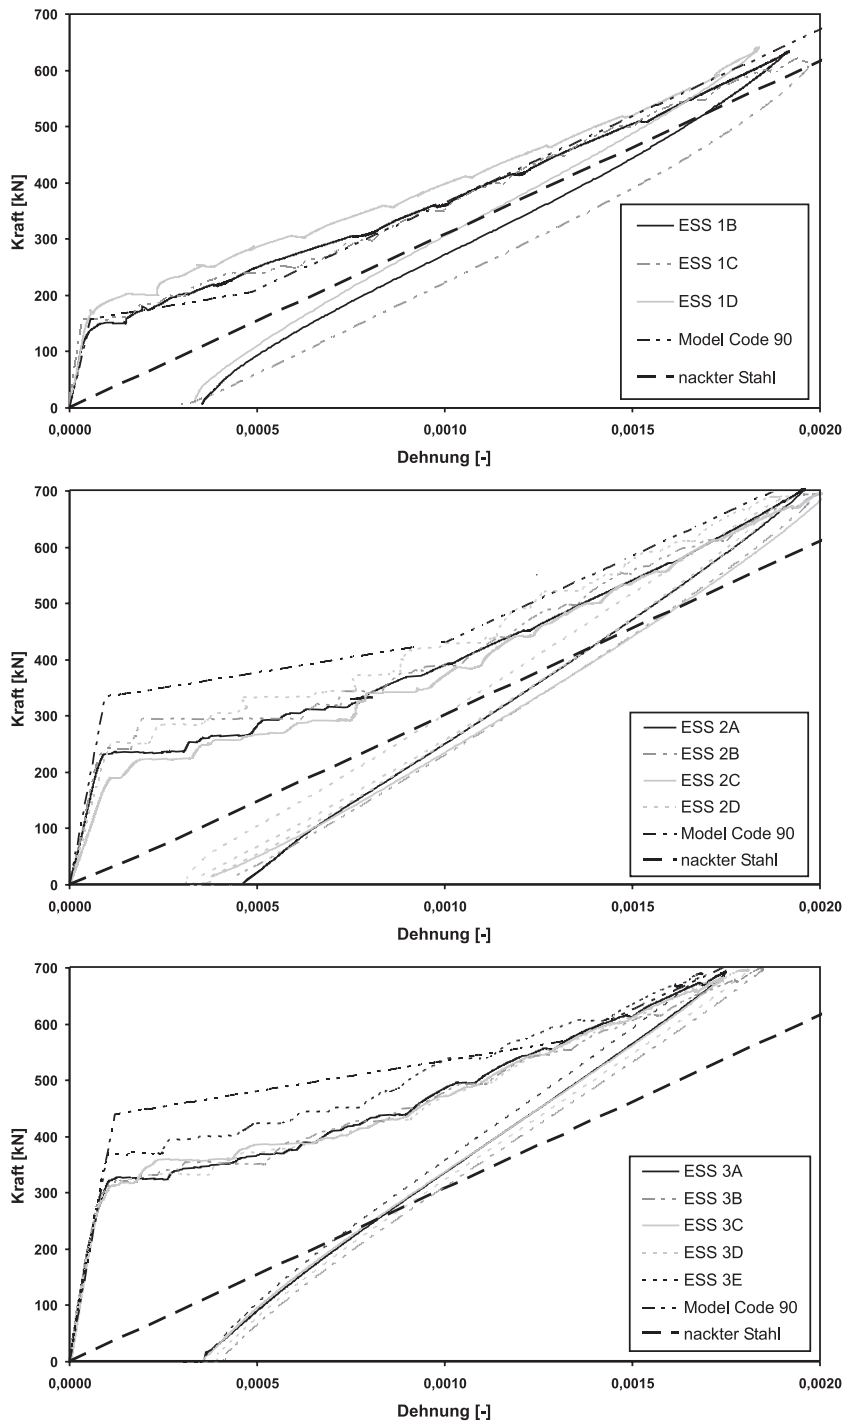 700
600
500
400
300
200
100
0
Kraft [kN]
0,0000
0,0005
0,0010
0,0015
0,0020
Dehnung [-]
ESS 1B
ESS 1C
ESS 1D
Model Code 90
nackter Stahl
700
600
500
400
300
200
100
0
Kraft [kN]
0,0000
0,0005
0,0010
0,0015
0,0020
Dehnung [-]
ESS 2A
ESS 2B
ESS 2C
ESS 2D
Model Code 90
nackter Stahl
700
600
500
400
300
200
100
0
Kraft [kN]
0,0000
0,0005
0,0010
0,0015
0,0020
Dehnung [-]
ESS 3A
ESS 3B
ESS 3C
ESS 3D
ESS 3E
Model Code 90
nackter Stahl